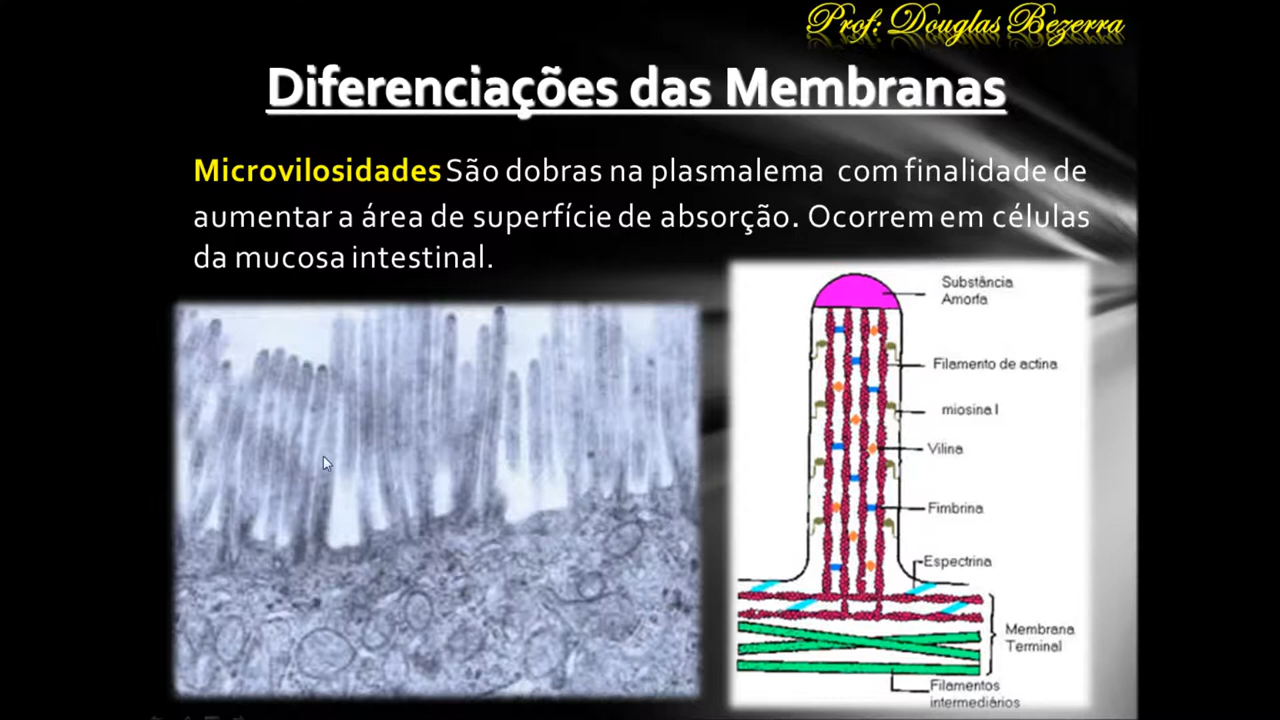 Prof: Douglas Bezerra
Diferenciações das Membranas
Microvilosidades São dobras na plasmalema com finalidade de
aumentar a área de superfície de absorção. Ocorrem em células
da mucosa intestinal.
Substância
Amorfa
Filamento de actina
miosina I
Vilina
Fimbrina
Espectrina
Membrana
Terminal
Filamentos
intermediários